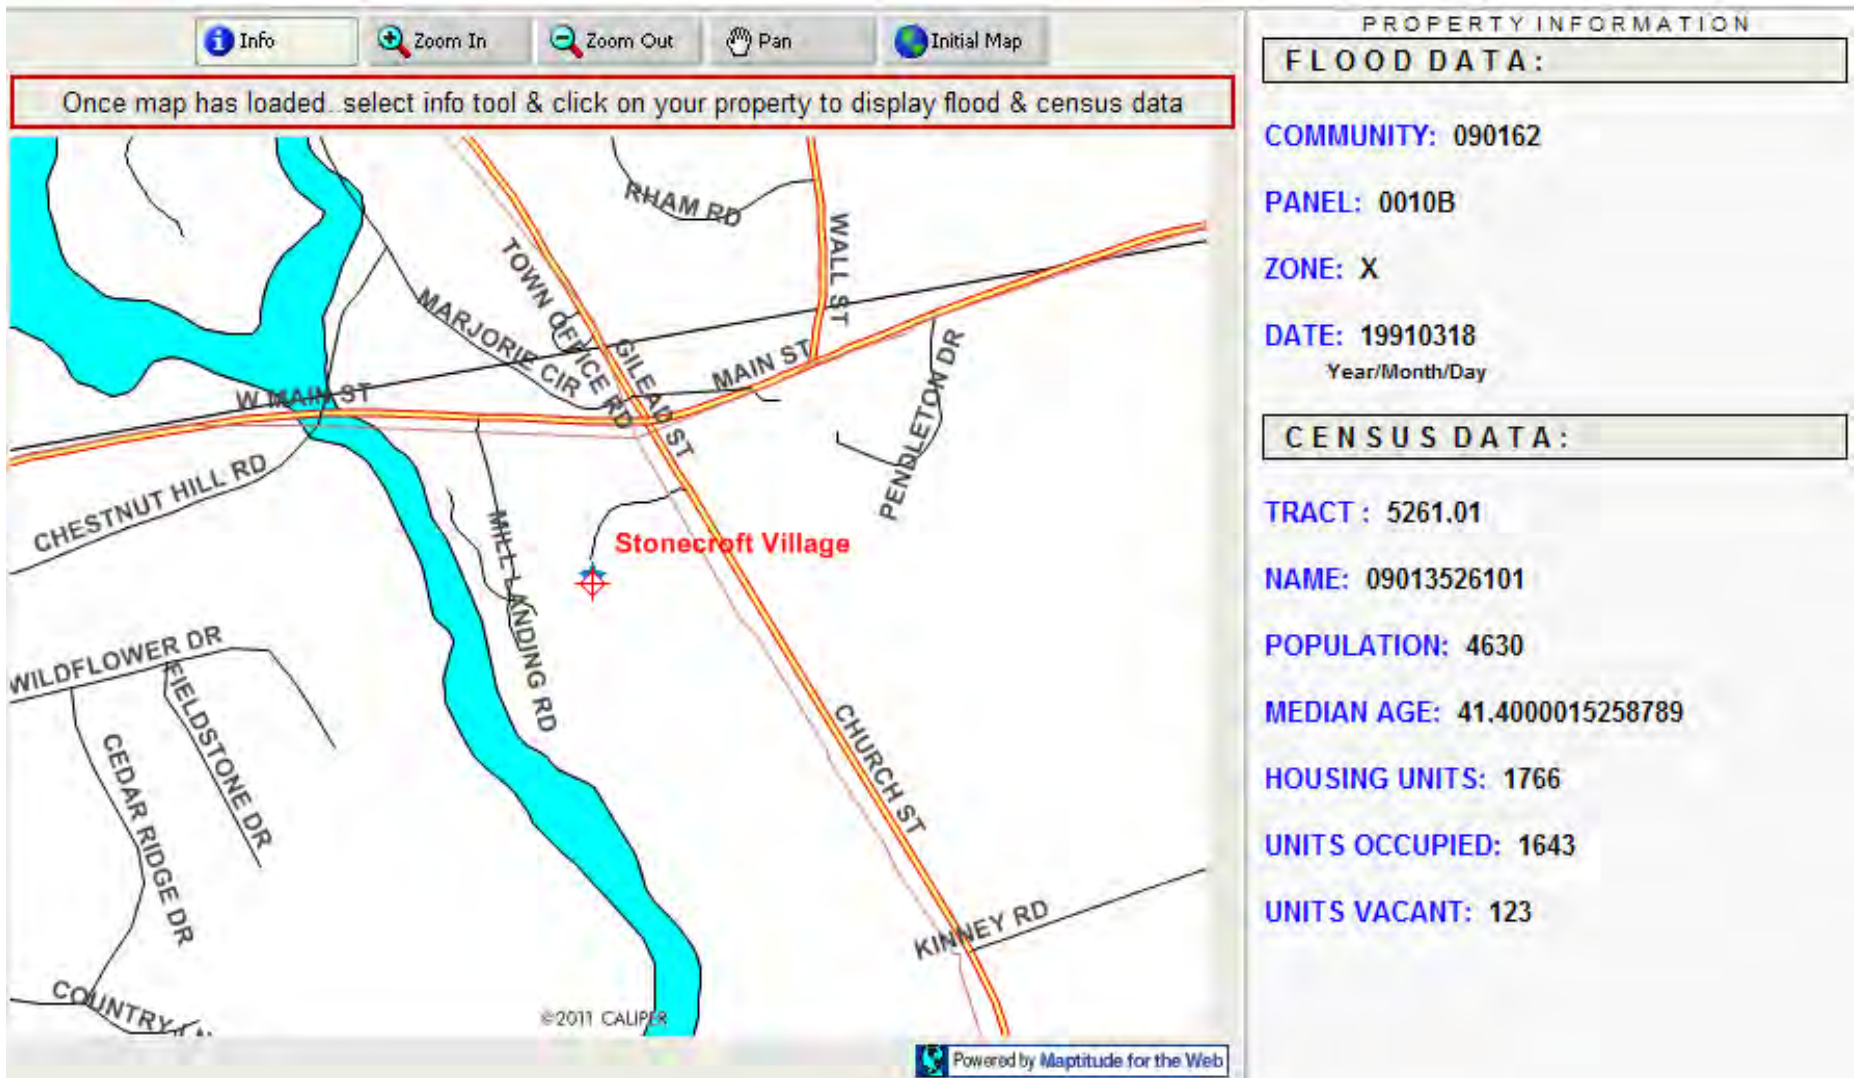 Info
Zoom In
Zoom Out
Pan
Initial Map
Once map has loaded..select info tool & click on your property to display flood & census data
RHAM RD
WALL ST
TOWN OFFICE RD
MARJORIE CIR
GILEAD ST
MAIN ST
W MAIN ST
PENDLETON DR
CHESTNUT HILL RD
MILL LANDING RD
Stonecroft Village
WILDFLOWER DR
FIELDSTONE DR
CEDAR RIDGE DR
CHURCH ST
KINNEY RD
COUNTRY
©2011 CALIPER
Powered by Maptitude for the Web
PROPERTY INFORMATION
FLOOD DATA:
COMMUNITY: 090162
PANEL: 0010B
ZONE: X
DATE: 19910318
Year/Month/Day
CENSUS DATA:
TRACT : 5261.01
NAME: 09013526101
POPULATION: 4630
MEDIAN AGE: 41.4000015258789
HOUSING UNITS: 1766
UNITS OCCUPIED: 1643
UNITS VACANT: 123